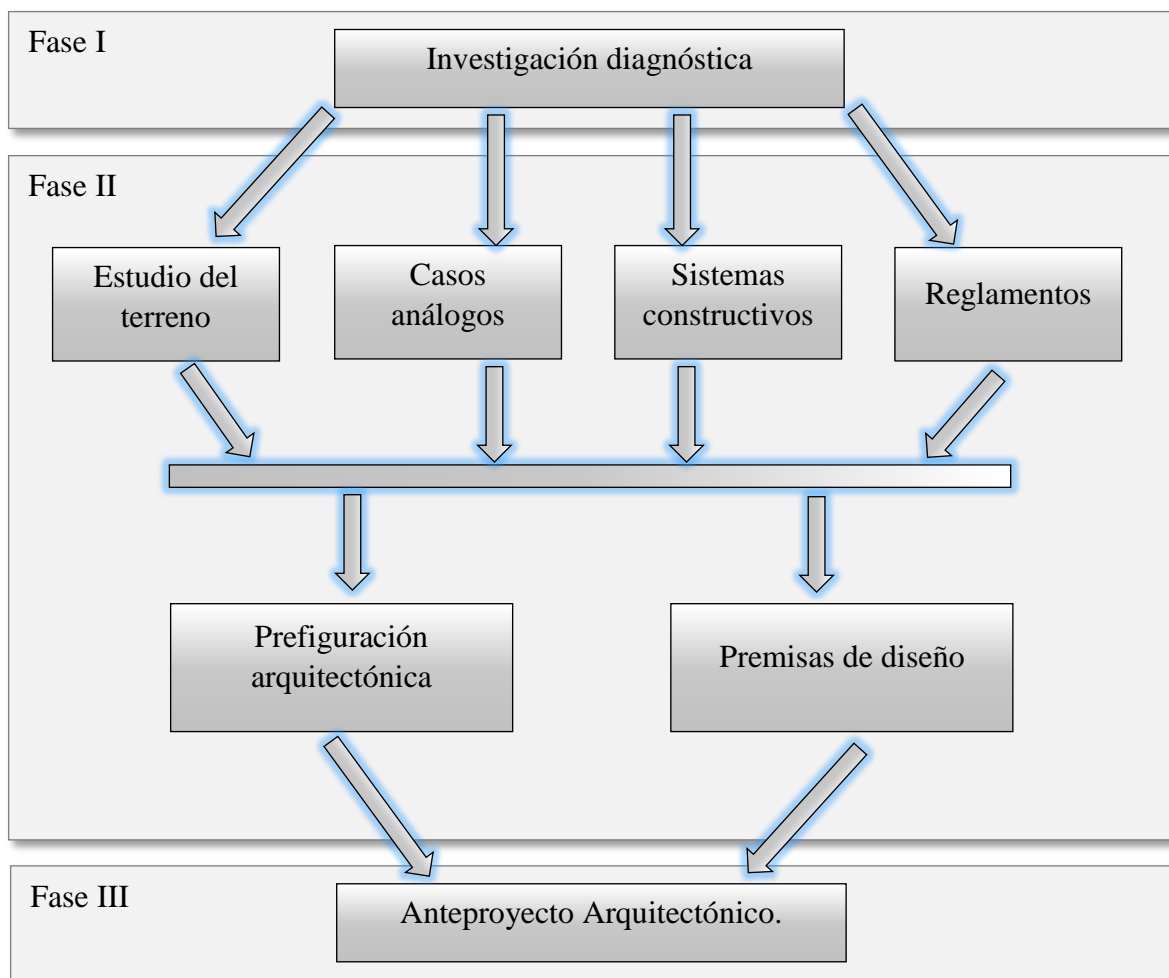 Fase I
Investigación diagnóstica
Fase II
Estudio del
terreno
Casos
análogos
Sistemas
constructivos
Reglamentos
Prefiguración
arquitectónica
Premisas de diseño
Fase III
Anteproyecto Arquitectónico.